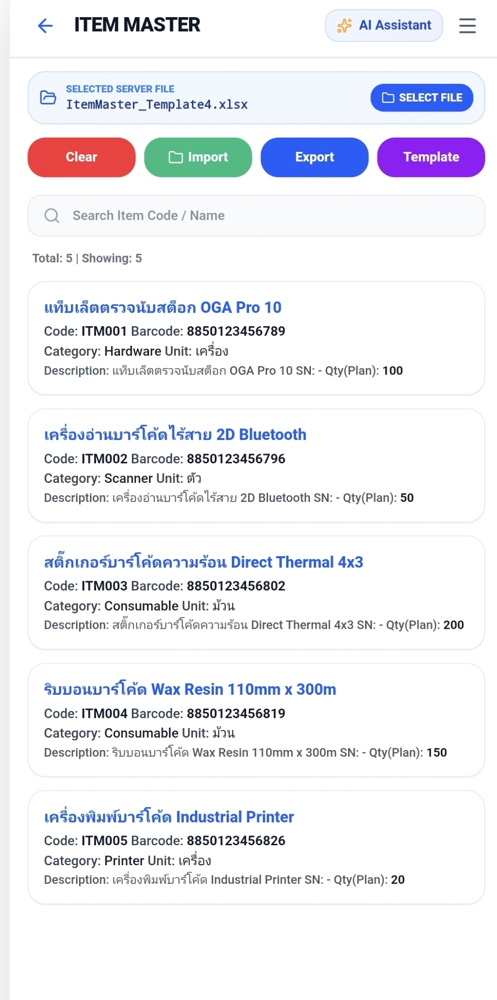 ITEM MASTER
AI Assistant
SELECTED SERVER FILE
ItemMaster_Template4.xlsx
SELECT FILE
Clear
Import
Export
Template
Search Item Code / Name
Total: 5 | Showing: 5
แท็บเล็ตตรวจนับสต็อก OGA Pro 10
Code: ITM001 Barcode: 8850123456789
Category: Hardware Unit: เครื่อง
Description: แท็บเล็ตตรวจนับสต็อก OGA Pro 10 SN: - Qty(Plan): 100
เครื่องอ่านบาร์โค้ดไร้สาย 2D Bluetooth
Code: ITM002 Barcode: 8850123456796
Category: Scanner Unit: ตัว
Description: เครื่องอ่านบาร์โค้ดไร้สาย 2D Bluetooth SN: - Qty(Plan): 50
สติ๊กเกอร์บาร์โค้ดความร้อน Direct Thermal 4x3
Code: ITM003 Barcode: 8850123456802
Category: Consumable Unit: ม้วน
Description: สติ๊กเกอร์บาร์โค้ดความร้อน Direct Thermal 4x3 SN: - Qty(Plan): 200
ริบบอนบาร์โค้ด Wax Resin 110mm x 300m
Code: ITM004 Barcode: 8850123456819
Category: Consumable Unit: ม้วน
Description: ริบบอนบาร์โค้ด Wax Resin 110mm x 300m SN: - Qty(Plan): 150
เครื่องพิมพ์บาร์โค้ด Industrial Printer
Code: ITM005 Barcode: 8850123456826
Category: Printer Unit: เครื่อง
Description: เครื่องพิมพ์บาร์โค้ด Industrial Printer SN: - Qty(Plan): 20